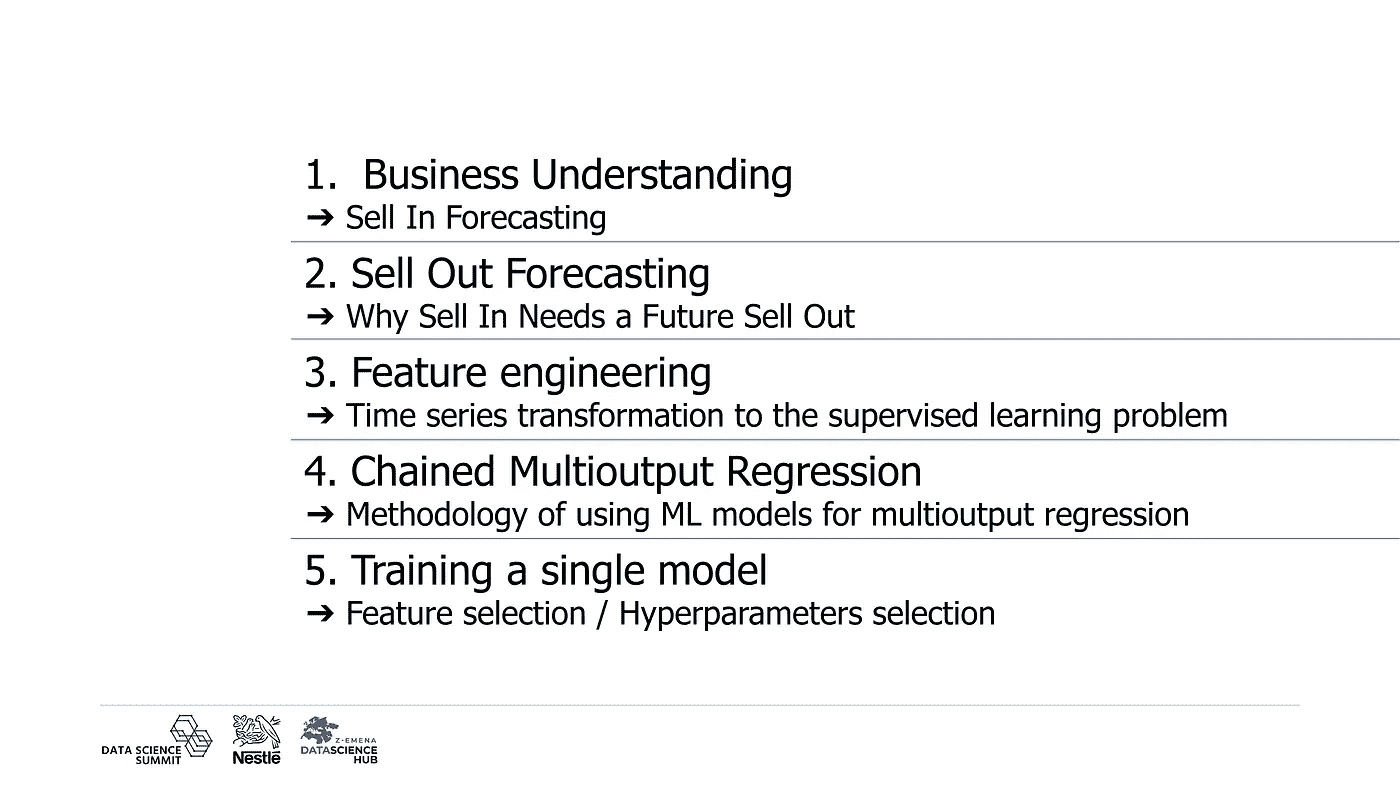 1. Business Understanding
➔ Sell In Forecasting
2. Sell Out Forecasting
➔ Why Sell In Needs a Future Sell Out
3. Feature engineering
➔ Time series transformation to the supervised learning problem
4. Chained Multioutput Regression
➔ Methodology of using ML models for multioutput regression
5. Training a single model
➔ Feature selection / Hyperparameters selection
DATA SCIENCE
SUMMIT
Nestlé
Z-EMENA
DATASCIENCE
HUB